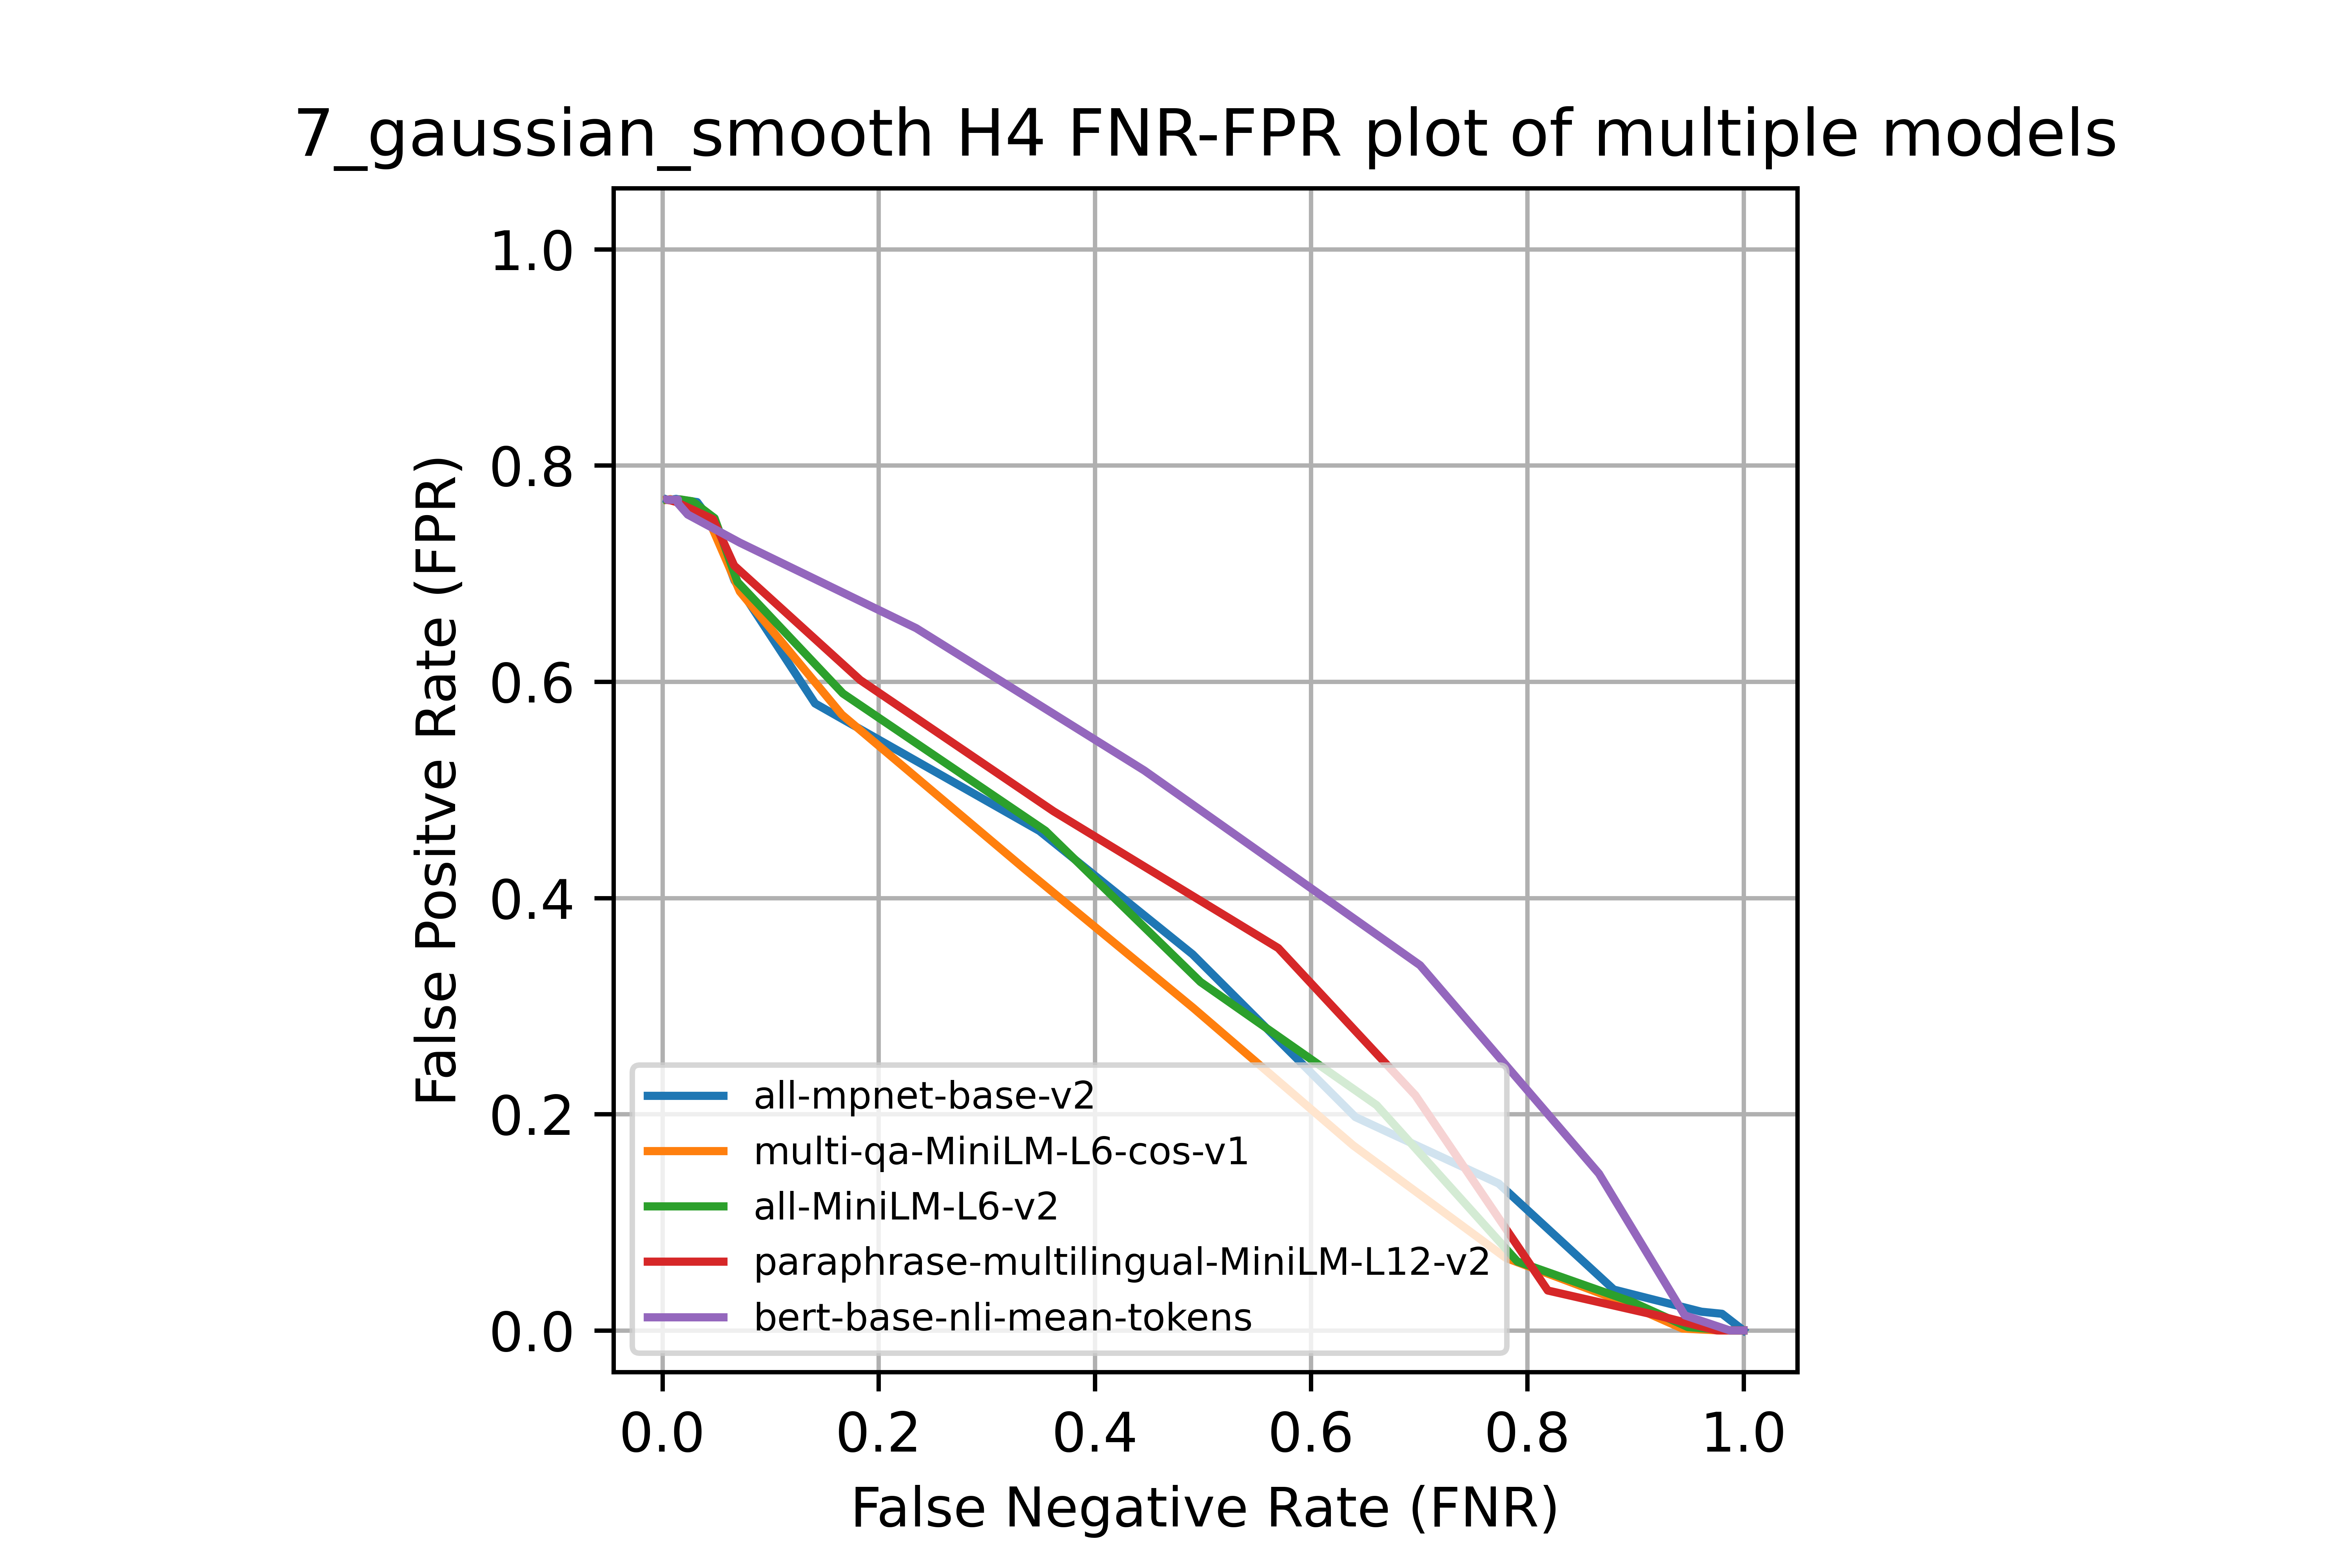 7_gaussian_smooth H4 FNR-FPR plot of multiple models
False Positve Rate (FPR)
1.0
0.8
0.6
0.4
0.2
0.0
all-mpnet-base-v2
multi-qa-MiniLM-L6-cos-v1
all-MiniLM-L6-v2
paraphrase-multilingual-MiniLM-L12-v2
bert-base-nli-mean-tokens
0.0 0.2 0.4 0.6 0.8 1.0
False Negative Rate (FNR)